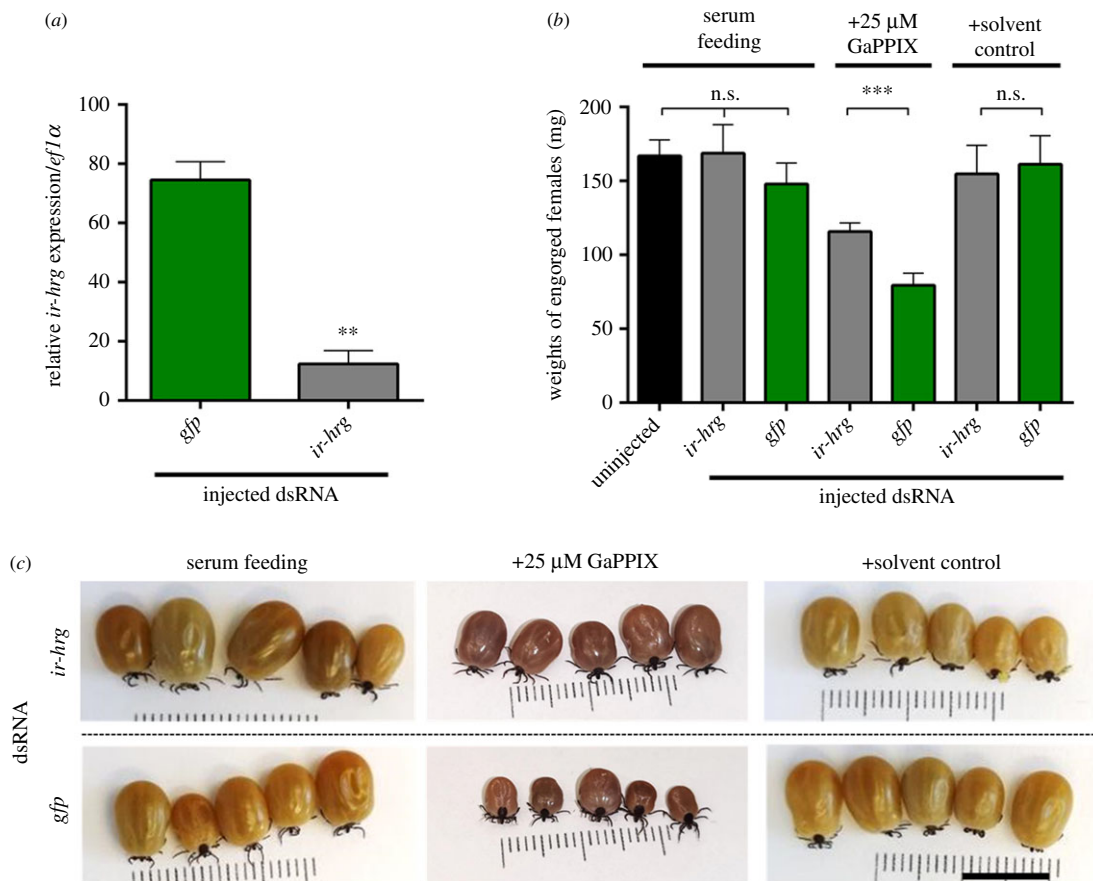 (a)
100
80
60
40
20
0
relative ir-hrg expression/ef1α
**
gfp
ir-hrg
injected dsRNA
(b)
serum
feeding
+25 μM
GaPPIX
+solvent
control
200
150
100
50
0
weights of engorged females (mg)
n.s.
***
n.s.
uninjected
ir-hrg
gfp
ir-hrg
gfp
ir-hrg
gfp
injected dsRNA
(c)
serum feeding
+25 μM GaPPIX
+solvent control
dsRNA
ir-hrg
gfp